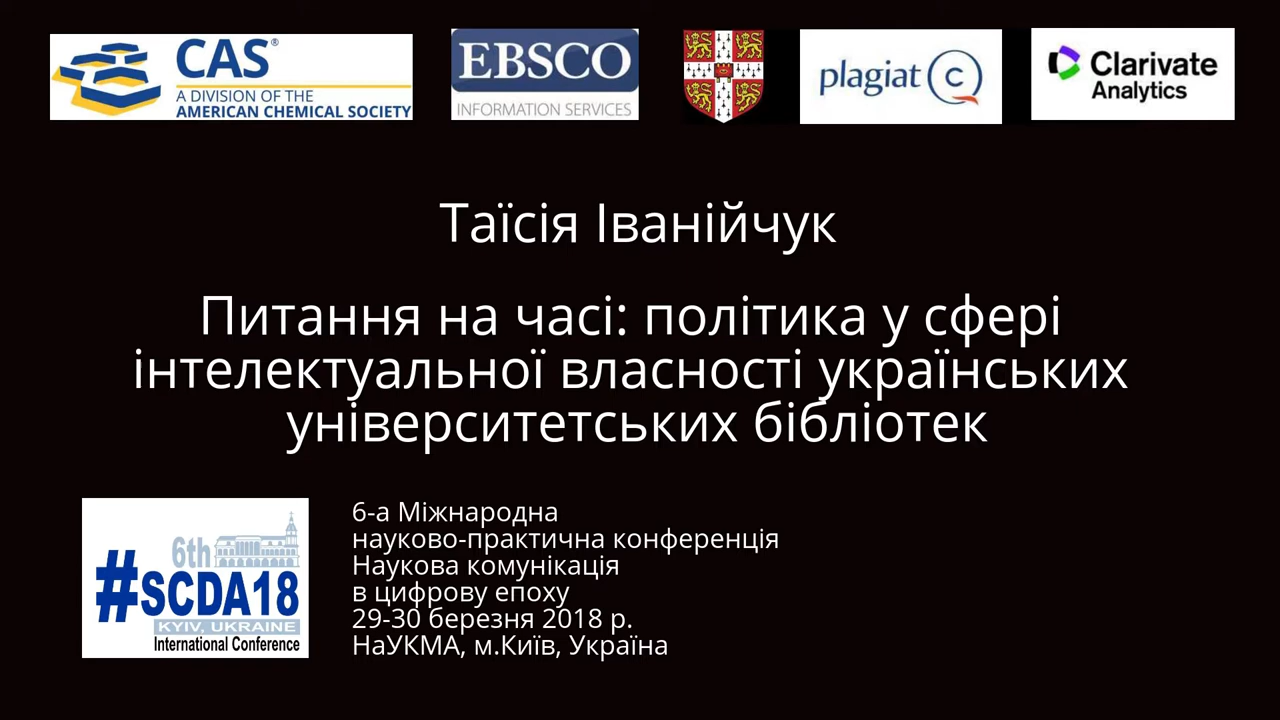 CAS®
A DIVISION OF THE
AMERICAN CHEMICAL SOCIETY
EBSCO
INFORMATION SERVICES
plagiat c
Clarivate
Analytics
Таїсія Іванійчук
Питання на часі: політика у сфері
інтелектуальної власності українських
університетських бібліотек
6th
#SCDA18
KYIV, UKRAINE
International Conference
6-а Міжнародна
науково-практична конференція
Наукова комунікація
в цифрову епоху
29-30 березня 2018 р.
НаУКМА, м.Київ, Україна